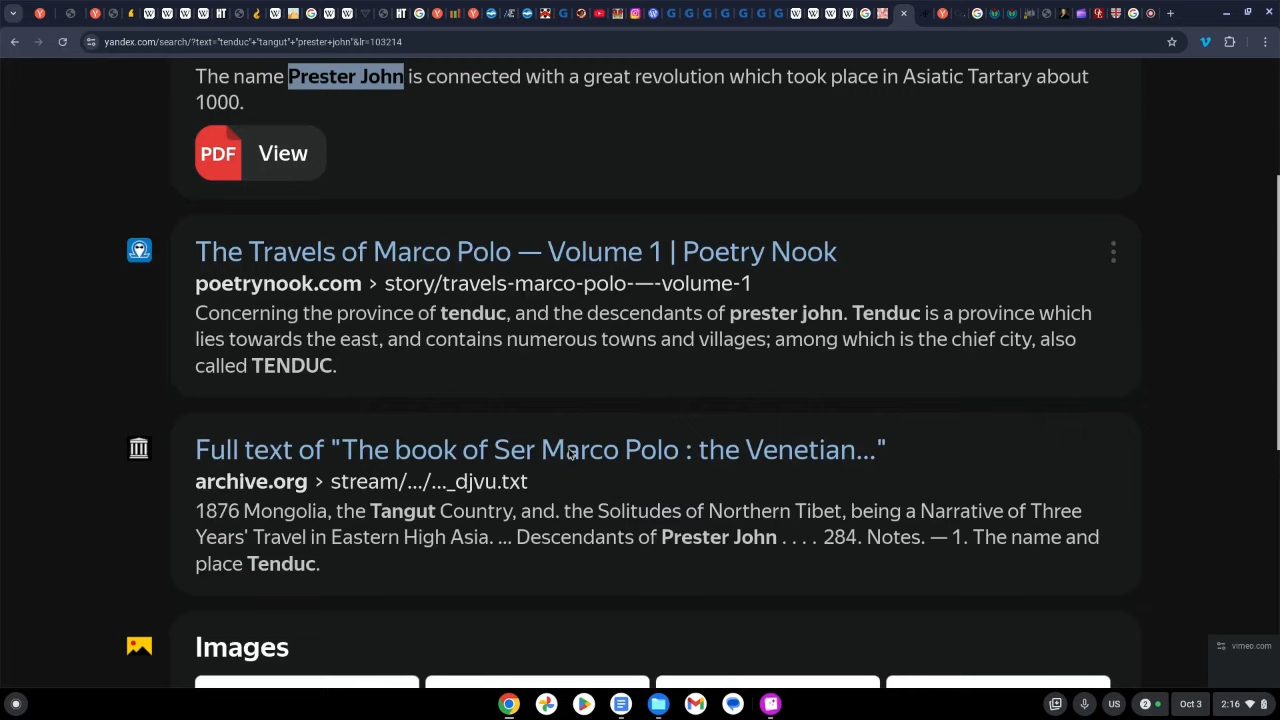 yandex.com/search/?text="tenduc"+"tangut"+"prester+john"&lr=103214
The name Prester John is connected with a great revolution which took place in Asiatic Tartary about
1000.
PDF View
The Travels of Marco Polo — Volume 1 | Poetry Nook
poetrynook.com › story/travels-marco-polo-—-volume-1
Concerning the province of tenduc, and the descendants of prester john. Tenduc is a province which
lies towards the east, and contains numerous towns and villages; among which is the chief city, also
called TENDUC.
Full text of "The book of Ser Marco Polo : the Venetian..."
archive.org › stream/.../..._djvu.txt
1876 Mongolia, the Tangut Country, and. the Solitudes of Northern Tibet, being a Narrative of Three
Years' Travel in Eastern High Asia. ... Descendants of Prester John . . . . 284. Notes. — 1. The name and
place Tenduc.
Images
vimeo.com
US 2 Oct 3 2:16